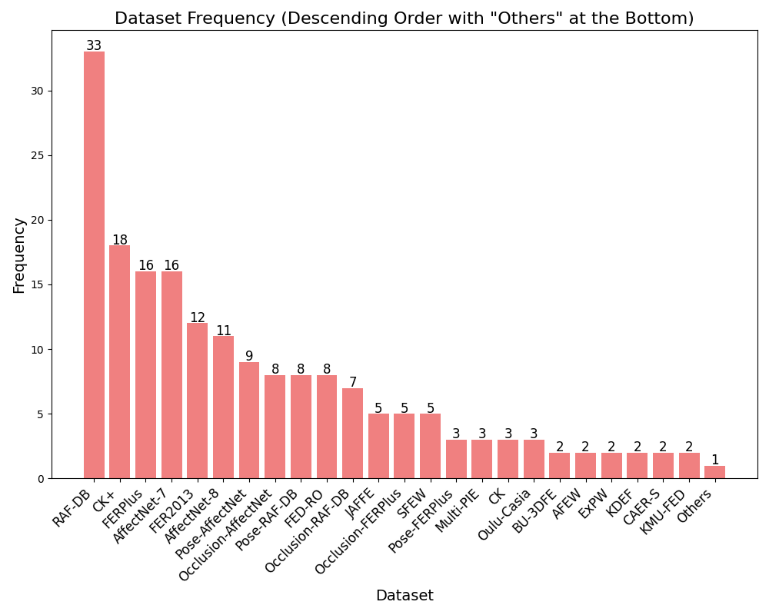 Dataset Frequency (Descending Order with "Others" at the Bottom)
Frequency
30
25
20
15
10
5
0
33
18
16
16
12
11
9
8
8
8
7
5
5
5
3
3
3
3
2
2
2
2
2
2
1
RAF-DB
CK+
FERPlus
AffectNet-7
FER2013
AffectNet-8
Pose-AffectNet
Occlusion-AffectNet
Pose-RAF-DB
FED-RO
Occlusion-RAF-DB
JAFFE
Occlusion-FERPlus
SFEW
Pose-FERPlus
Multi-PIE
CK
Oulu-Casia
BU-3DFE
AFEW
ExPW
KDEF
CAER-S
KMU-FED
Others
Dataset